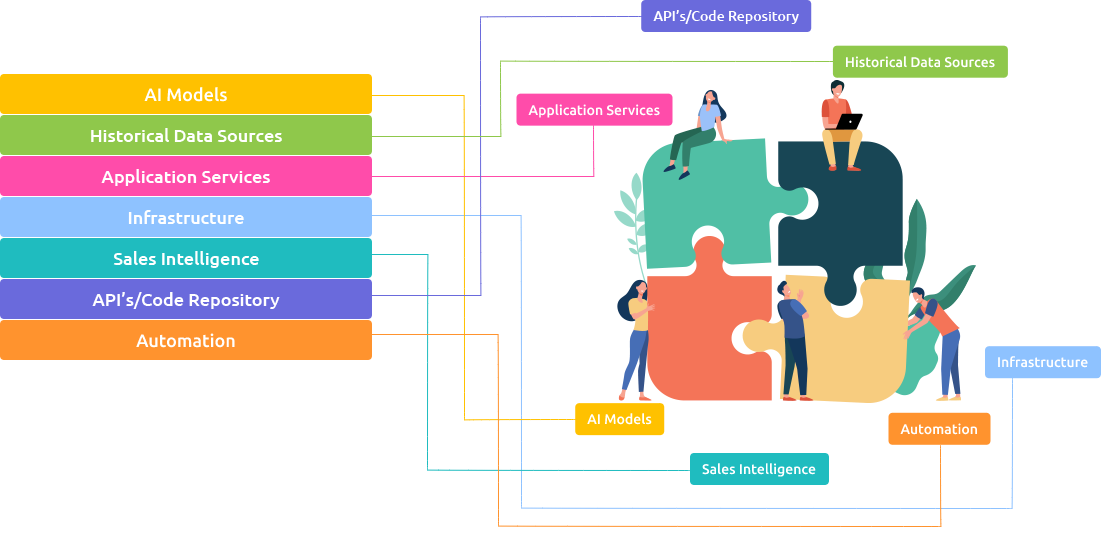 API's/Code Repository
Historical Data Sources
Application Services
AI Models
Historical Data Sources
Application Services
Infrastructure
Sales Intelligence
API's/Code Repository
Automation
Infrastructure
AI Models
Automation
Sales Intelligence